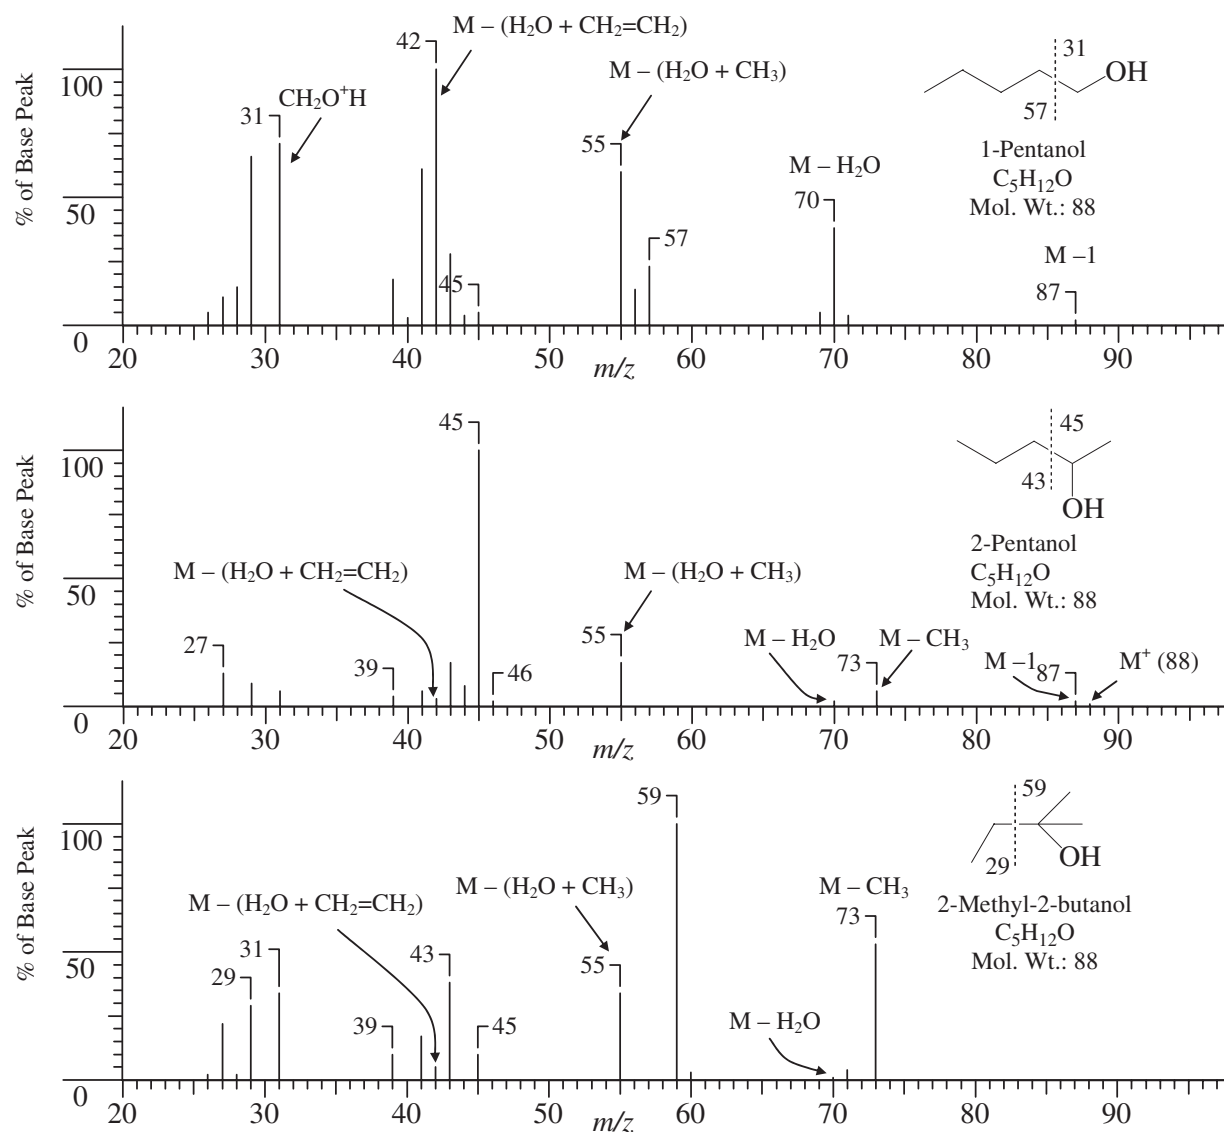 M – (H₂O + CH₂=CH₂)
42
31
M – (H₂O + CH₃)
OH
100
CH₂O⁺H
31
57
% of Base Peak
55
1-Pentanol
M – H₂O
C₅H₁₂O
50
70
Mol. Wt.: 88
57
M –1
45
87
0
20 30 40 50 60 70 80 90
m/z
45
45
100
43
OH
% of Base Peak
2-Pentanol
M – (H₂O + CH₂=CH₂)
M – (H₂O + CH₃)
C₅H₁₂O
50
Mol. Wt.: 88
27
55
M – H₂O
M – CH₃
39
46
73
M –1
87
M⁺ (88)
0
20 30 40 50 60 70 80 90
m/z
59
59
100
29
OH
% of Base Peak
M – (H₂O + CH₃)
M – CH₃
2-Methyl-2-butanol
M – (H₂O + CH₂=CH₂)
73
C₅H₁₂O
50
31
43
55
Mol. Wt.: 88
29
39
45
M – H₂O
0
20 30 40 50 60 70 80 90
m/z